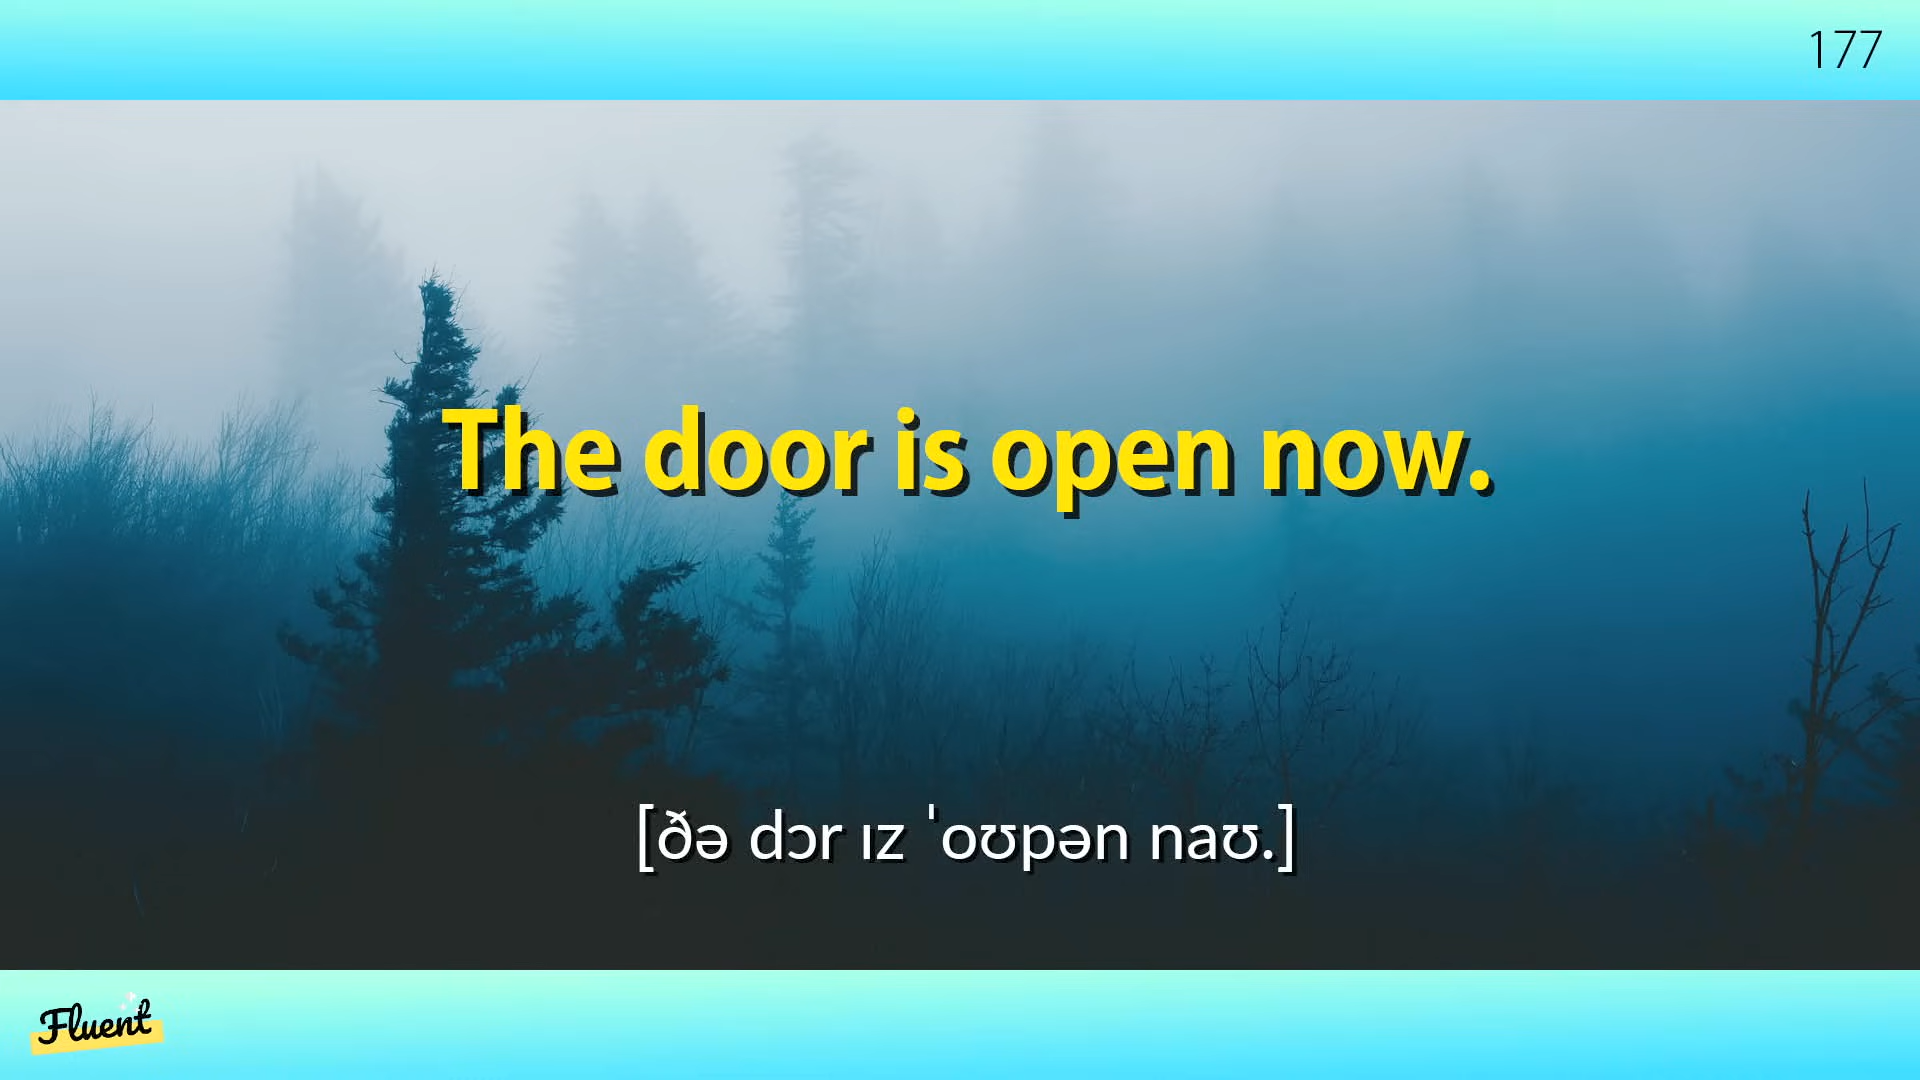 177
The door is open now.
[ðə dɔr ɪz ˈoʊpən naʊ.]
Fluent